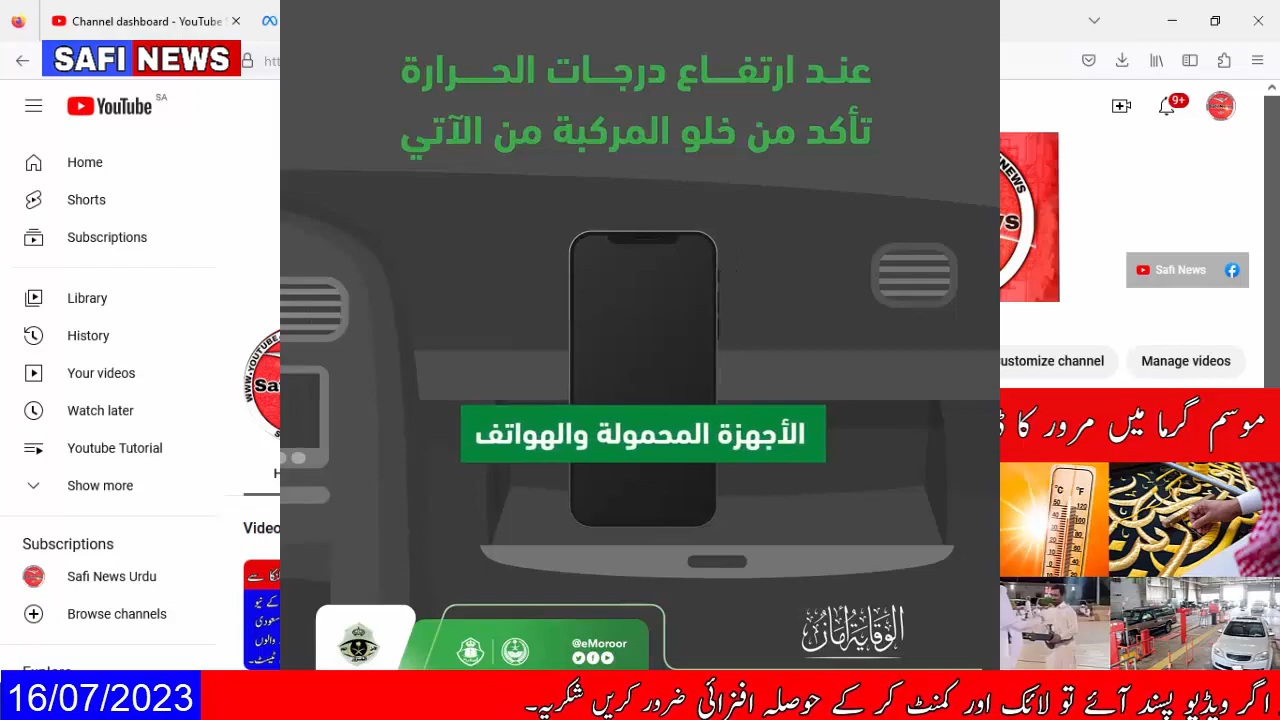 Channel dashboard - YouTube
SAFI NEWS
YouTube SA
9+
Home
Shorts
Subscriptions
Library
History
Your videos
Watch later
Youtube Tutorial
Show more
Subscriptions
Safi News Urdu
Browse channels
عند ارتفاع درجات الحرارة
تأكد من خلو المركبة من الآتي
الأجهزة المحمولة والهواتف
@eMoroor
الوقاية أمان
Safi News
ustomize channel
Manage videos
Video
موسم گرما میں مرور کا
°C °F
16/07/2023
اگر ویڈیو پسند آئے تو لائک اور کمنٹ کر کے حوصلہ افزائی ضرور کریں شکریہ۔